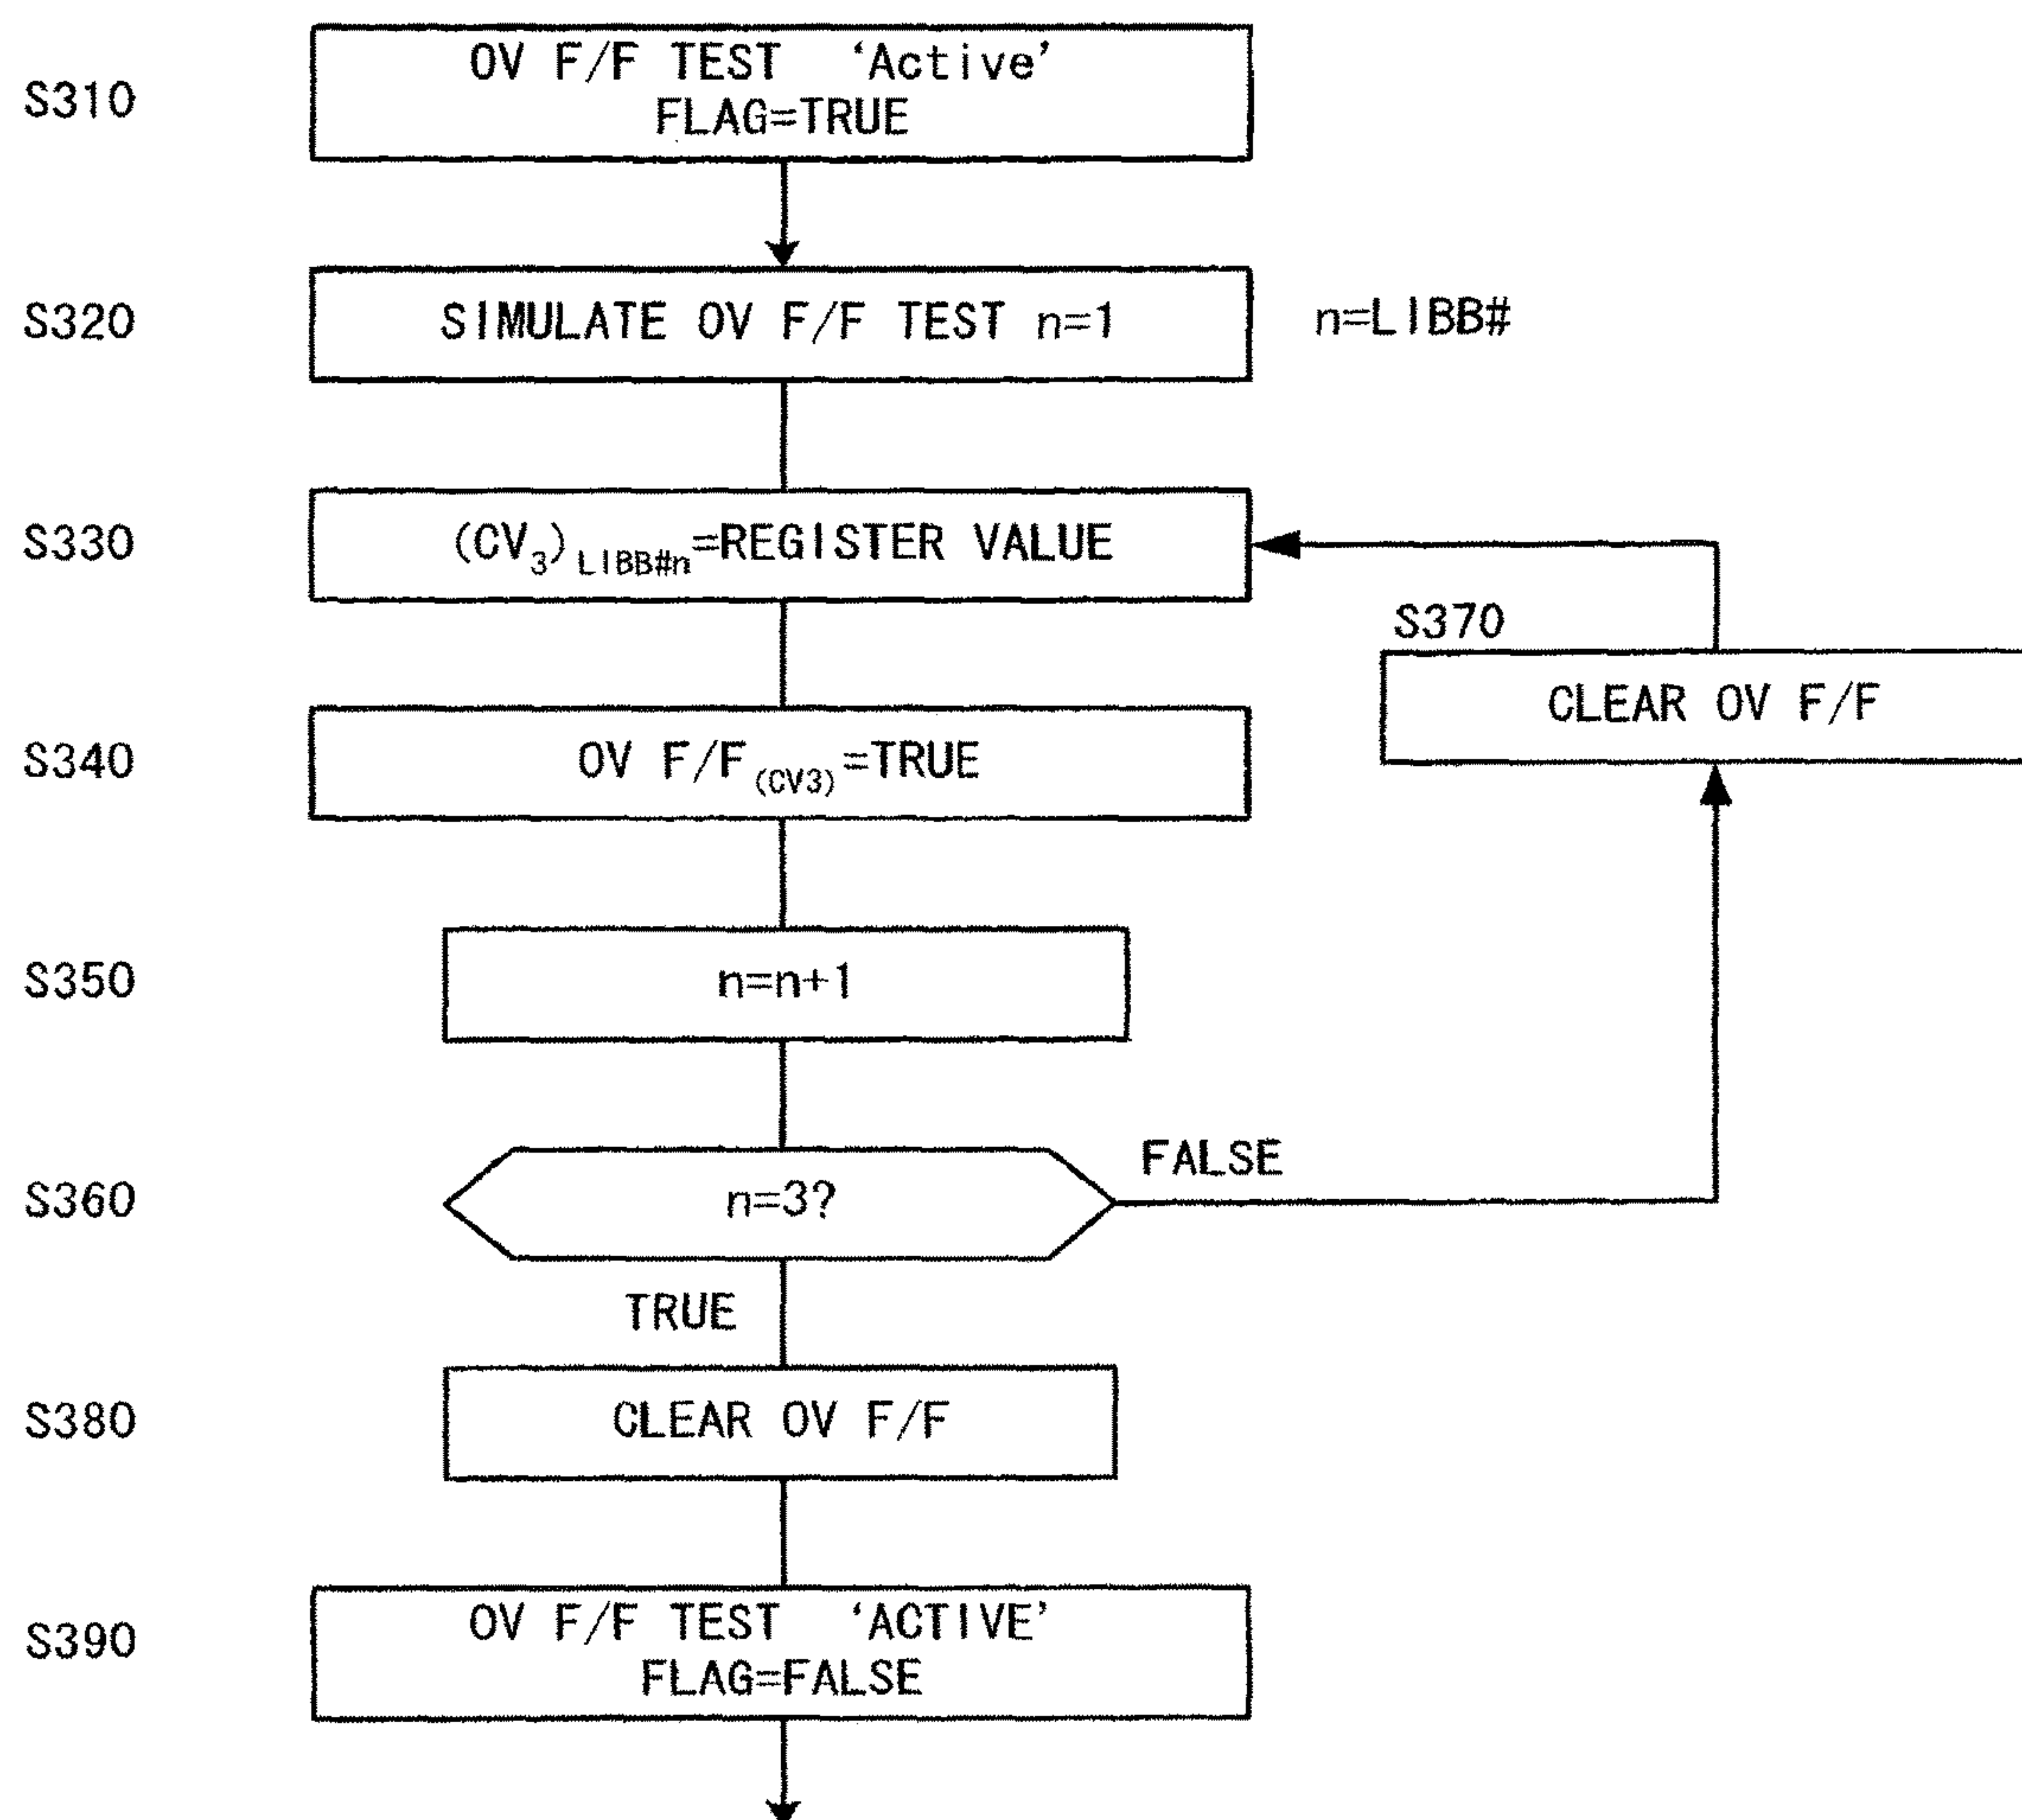 S310
OV F/F TEST 'Active'
FLAG=TRUE
S320
SIMULATE OV F/F TEST n=1
n=LIBB#
S330
(CV₃)LIBB#n=REGISTER VALUE
S370
CLEAR OV F/F
S340
OV F/F(CV3)=TRUE
S350
n=n+1
S360
n=3?
FALSE
TRUE
S380
CLEAR OV F/F
S390
OV F/F TEST 'ACTIVE'
FLAG=FALSE